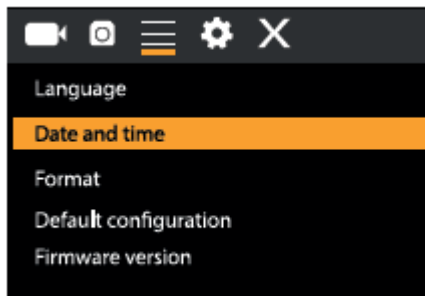 Language
Date and time
Format
Default configuration
Firmware version